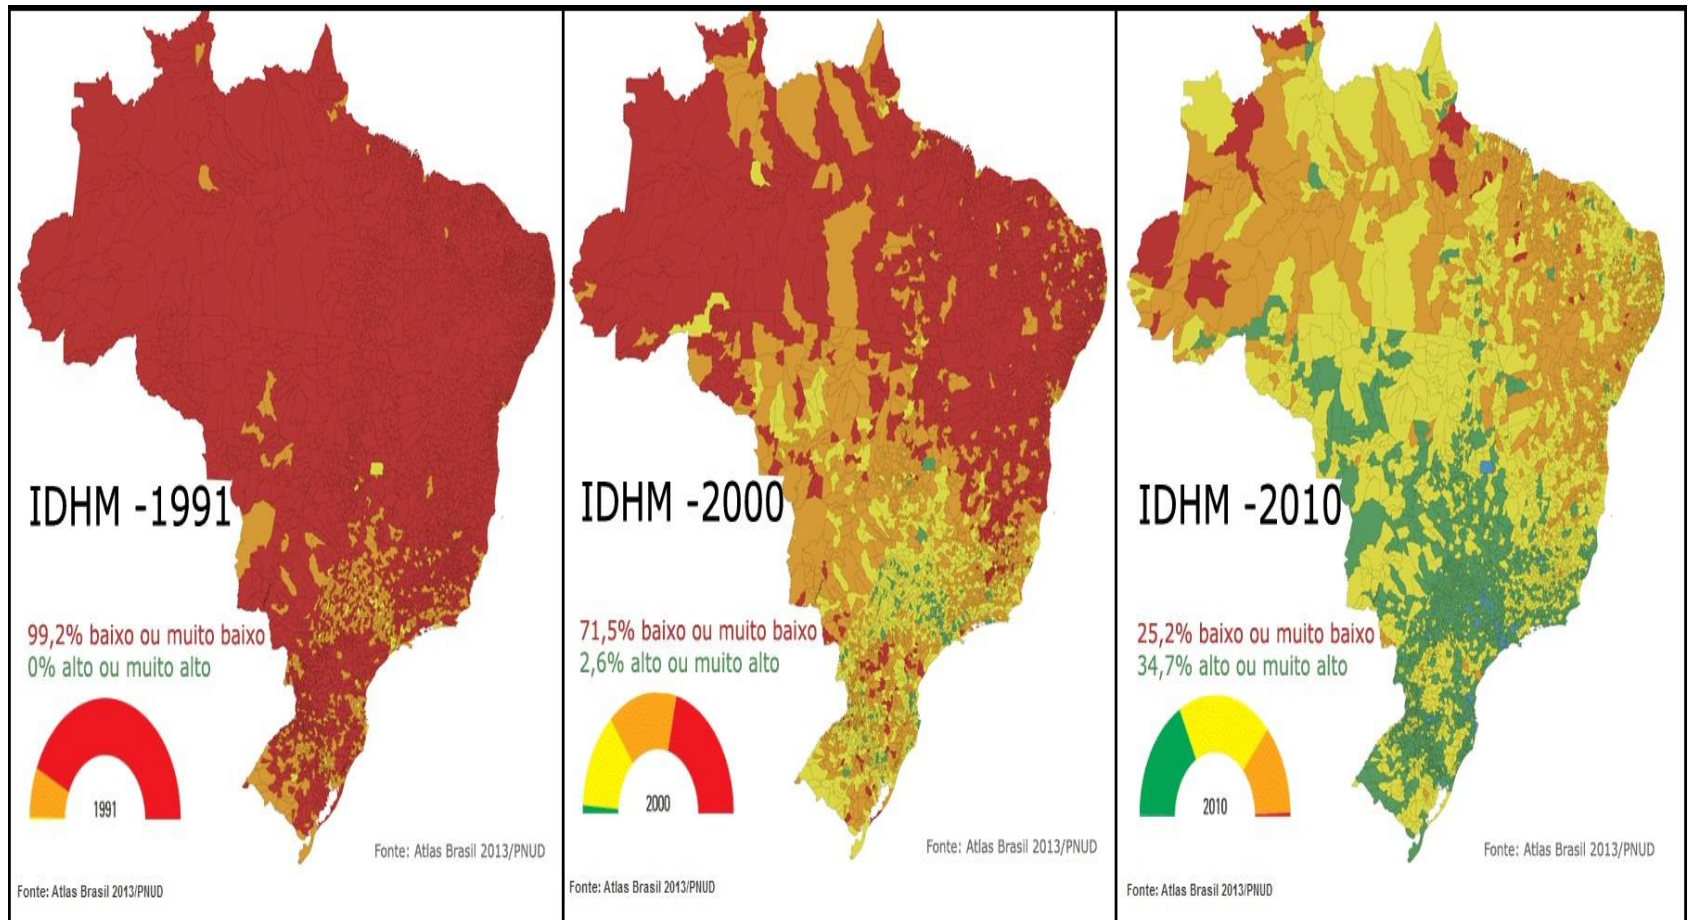 IDHM -1991
99,2% baixo ou muito baixo
0% alto ou muito alto
1991
Fonte: Atlas Brasil 2013/PNUD
Fonte: Atlas Brasil 2013/PNUD
IDHM -2000
71,5% baixo ou muito baixo
2,6% alto ou muito alto
2000
Fonte: Atlas Brasil 2013/PNUD
Fonte: Atlas Brasil 2013/PNUD
IDHM -2010
25,2% baixo ou muito baixo
34,7% alto ou muito alto
2010
Fonte: Atlas Brasil 2013/PNUD
Fonte: Atlas Brasil 2013/PNUD